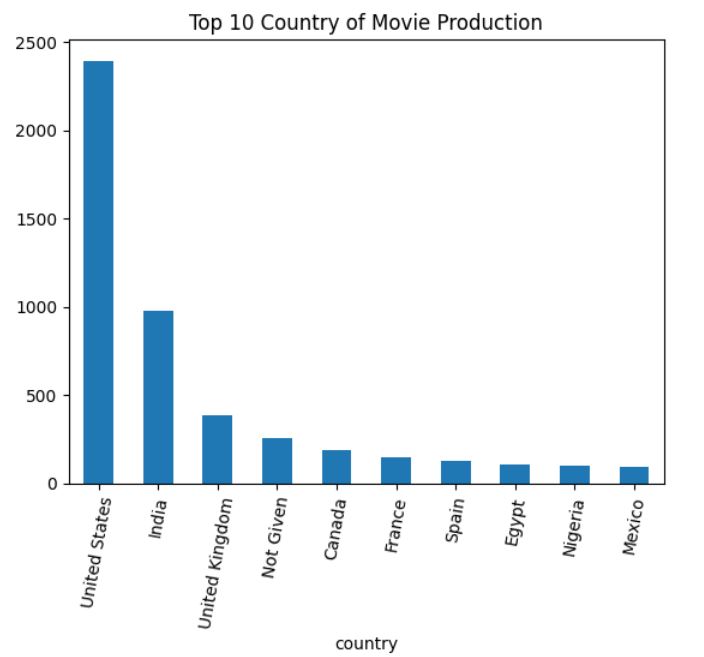 Top 10 Country of Movie Production
2500
2000
1500
1000
500
0
United States
India
United Kingdom
Not Given
Canada
France
Spain
Egypt
Nigeria
Mexico
country